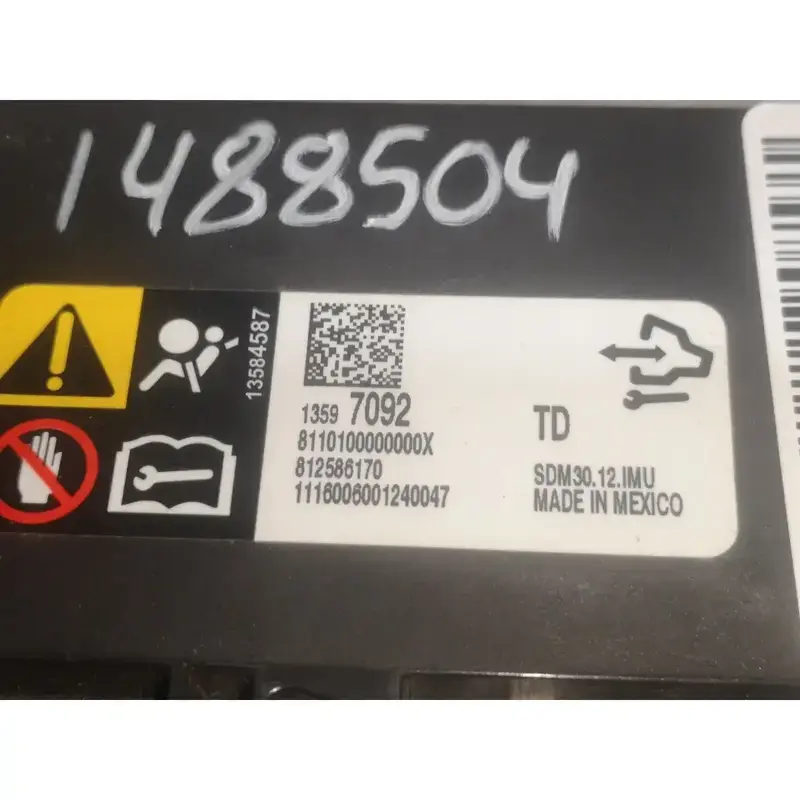 1488504
13584587
1359 7092
8110100000000X
812586170
1116006001240047
TD
SDM30.12.IMU
MADE IN MEXICO